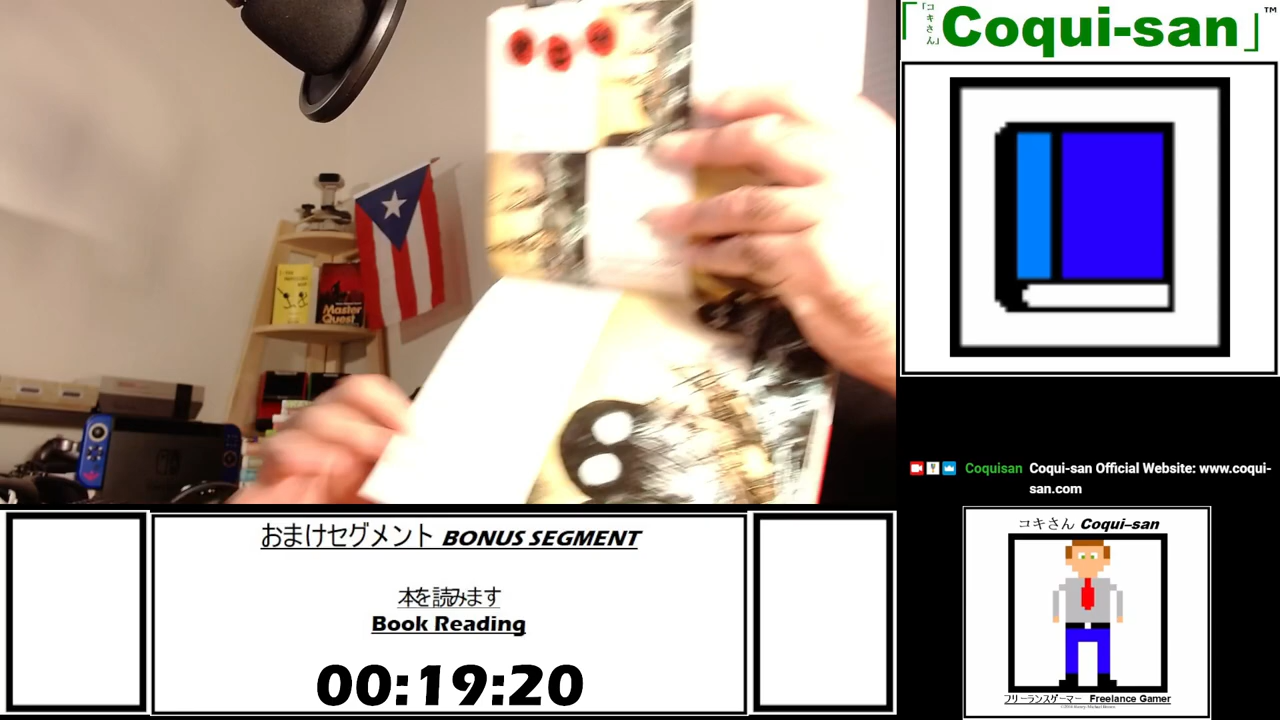 「コキさん」
Coqui-san
™
Master
Quest
Coquisan Coqui-san Official Website: www.coqui-
san.com
おまけセグメント BONUS SEGMENT
本を読みます
Book Reading
00:19:20
コキさん Coqui-san
フリーランスゲーマー Freelance Gamer